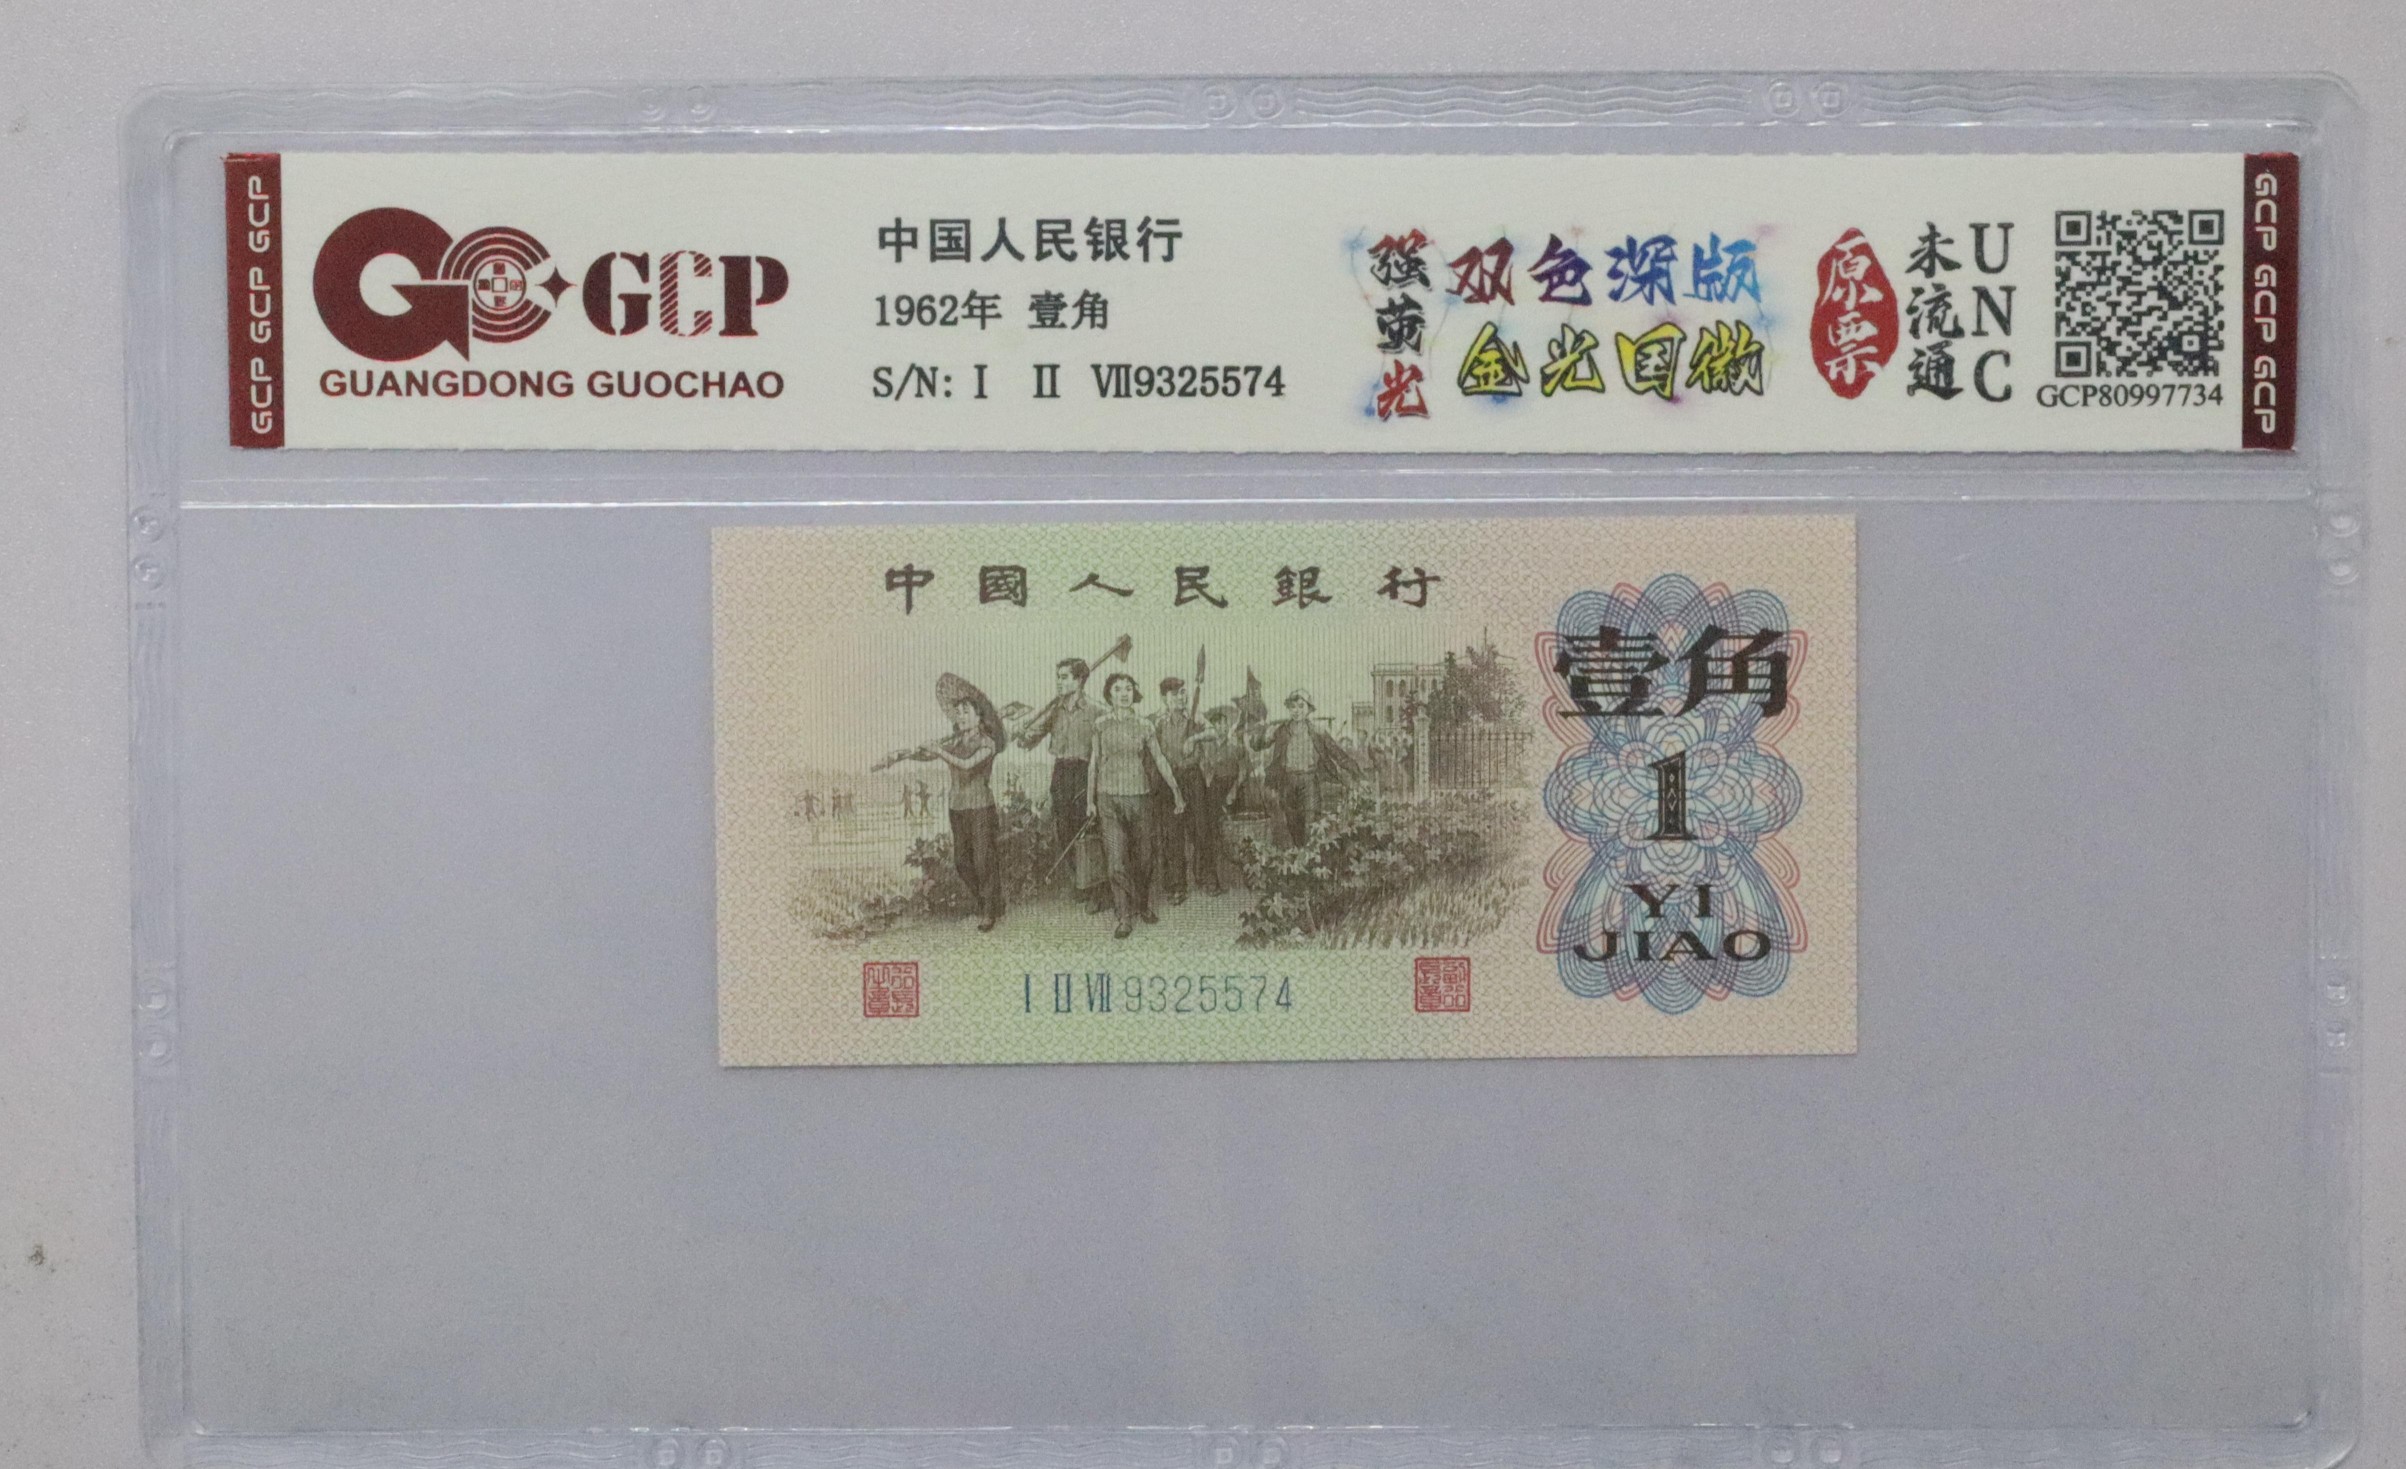 GCP GCP GCP
GCP
GUANGDONG GUOCHAO
中国人民银行
1962年 壹角
S/N: Ⅰ Ⅱ Ⅶ9325574
强荧光
双色深版
金光国徽
原票
未流通
UNC
GCP80997734
GCP GCP GCP
中國人民銀行
壹角
1
YI
JIAO
Ⅰ Ⅱ Ⅶ 9325574